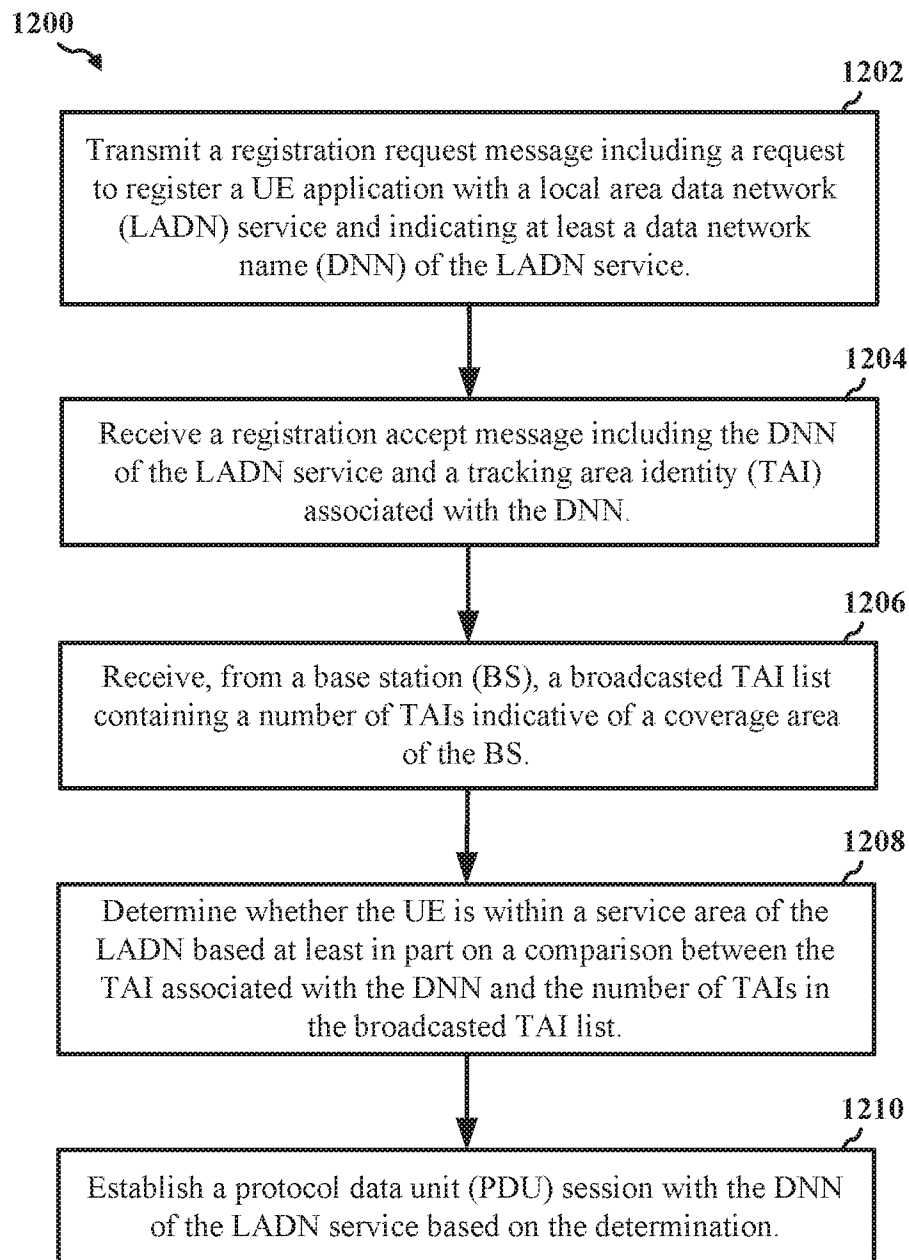 1200
1202
Transmit a registration request message including a request
to register a UE application with a local area data network
(LADN) service and indicating at least a data network
name (DNN) of the LADN service.
1204
Receive a registration accept message including the DNN
of the LADN service and a tracking area identity (TAI)
associated with the DNN.
1206
Receive, from a base station (BS), a broadcasted TAI list
containing a number of TAIs indicative of a coverage area
of the BS.
1208
Determine whether the UE is within a service area of the
LADN based at least in part on a comparison between the
TAI associated with the DNN and the number of TAIs in
the broadcasted TAI list.
1210
Establish a protocol data unit (PDU) session with the DNN
of the LADN service based on the determination.